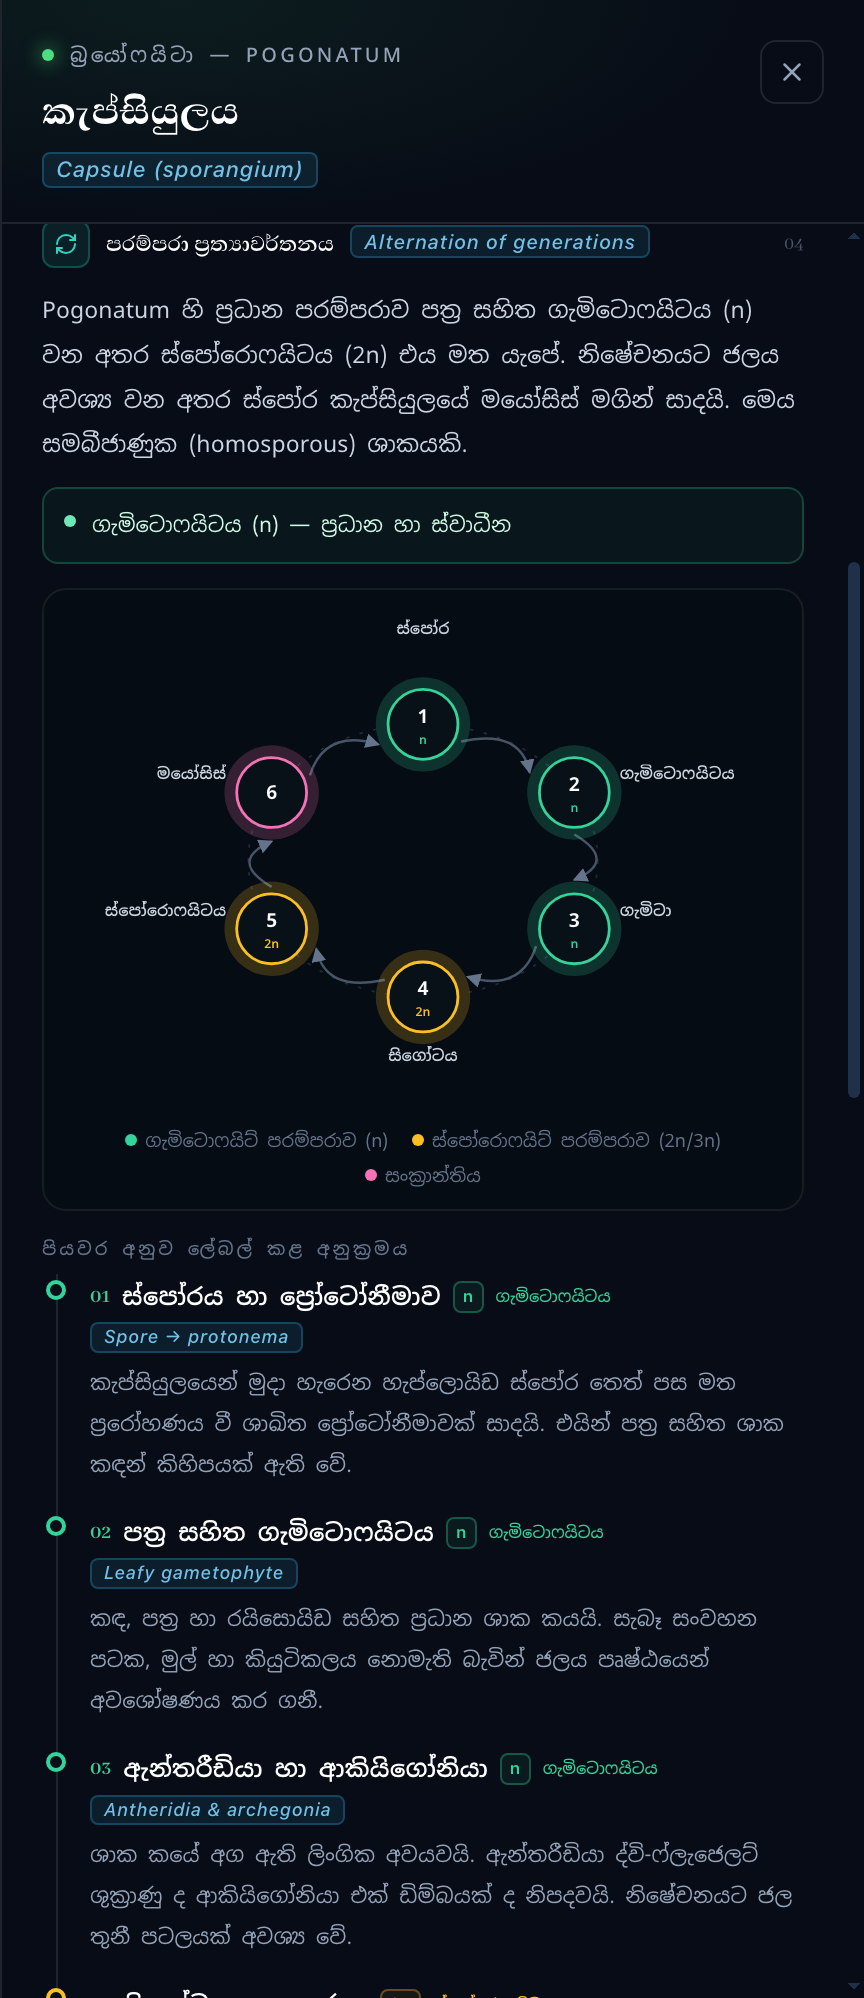 බ්‍රයෝෆයිටා — POGONATUM
කැප්සියුලය
Capsule (sporangium)
පරම්පරා ප්‍රත්‍යාවර්තනය Alternation of generations 04
Pogonatum හි ප්‍රධාන පරම්පරාව පත්‍ර සහිත ගැමිටොෆයිටය (n)
වන අතර ස්පෝරොෆයිටය (2n) එය මත යැපේ. නිෂේචනයට ජලය
අවශ්‍ය වන අතර ස්පෝර කැප්සියුලයේ මයෝසිස් මගින් සාදයි. මෙය
සමබීජාණුක (homosporous) ශාකයකි.
ගැමිටොෆයිටය (n) — ප්‍රධාන හා ස්වාධීන
ස්පෝර
1
n
මයෝසිස්
6
2
n
ගැමිටොෆයිටය
ස්පෝරොෆයිටය
5
2n
3
n
ගැමිටා
4
2n
සිගෝටය
ගැමිටොෆයිට් පරම්පරාව (n) ස්පෝරොෆයිට් පරම්පරාව (2n/3n)
සංක්‍රාන්තිය
පියවර අනුව ලේබල් කළ අනුක්‍රමය
01 ස්පෝරය හා ප්‍රෝටෝනීමාව n ගැමිටොෆයිටය
Spore → protonema
කැප්සියුලයෙන් මුදා හැරෙන හැප්ලොයිඩ ස්පෝර තෙත් පස මත
ප්‍රරෝහණය වී ශාඛිත ප්‍රෝටෝනීමාවක් සාදයි. එයින් පත්‍ර සහිත ශාක
කඳන් කිහිපයක් ඇති වේ.
02 පත්‍ර සහිත ගැමිටොෆයිටය n ගැමිටොෆයිටය
Leafy gametophyte
කඳ, පත්‍ර හා රයිසොයිඩ සහිත ප්‍රධාන ශාක කයයි. සැබෑ සංවහන
පටක, මුල් හා කියුටිකලය නොමැති බැවින් ජලය පෘෂ්ඨයෙන්
අවශෝෂණය කර ගනී.
03 ඇන්තරීඩියා හා ආකියිගෝනියා n ගැමිටොෆයිටය
Antheridia & archegonia
ශාක කයේ අග ඇති ලිංගික අවයවයි. ඇන්තරීඩියා ද්වි-ෆ්ලැජෙලට්
ශුක්‍රාණු ද ආකියිගෝනියා එක් ඩිම්බයක් ද නිපදවයි. නිෂේචනයට ජල
තුනී පටලයක් අවශ්‍ය වේ.